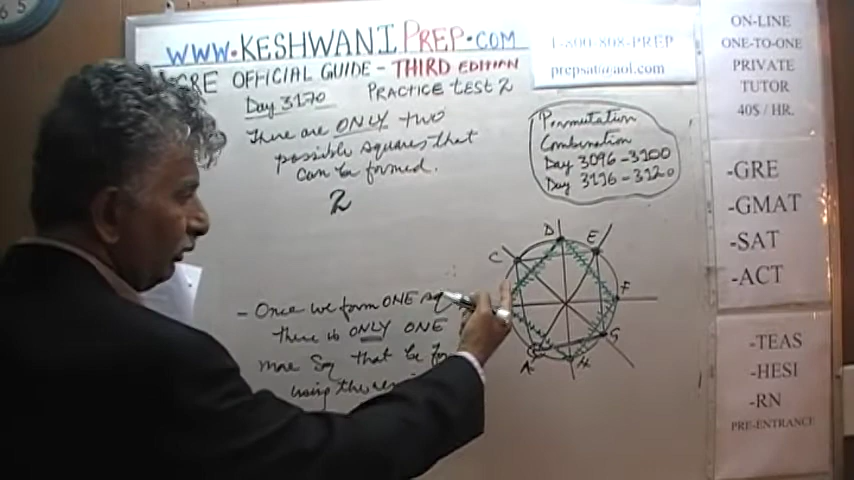 WWW.KESHWANIPREP.COM
1-800-808-PREP
prepsat@aol.com
GRE OFFICIAL GUIDE - THIRD EDITION
Day 3170 PRACTICE TEST 2
There are ONLY two
possible squares that
can be formed.
2
Permutation
Combination
Day 3096-3100
Day 3116-3120
- Once we form ONE sq
there is ONLY ONE
more sq that be
using the
D
E
C
F
G
H
A
ON-LINE
ONE-TO-ONE
PRIVATE
TUTOR
40$ / HR.
-GRE
-GMAT
-SAT
-ACT
-TEAS
-HESI
-RN
PRE-ENTRANCE
6
5